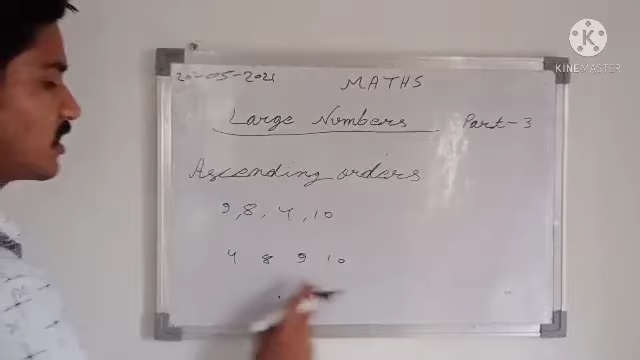 20-05-2021
MATHS
Large Numbers Part-3
Ascending orders
9,8, 4, 10
4 8 9 10
KINEMASTER